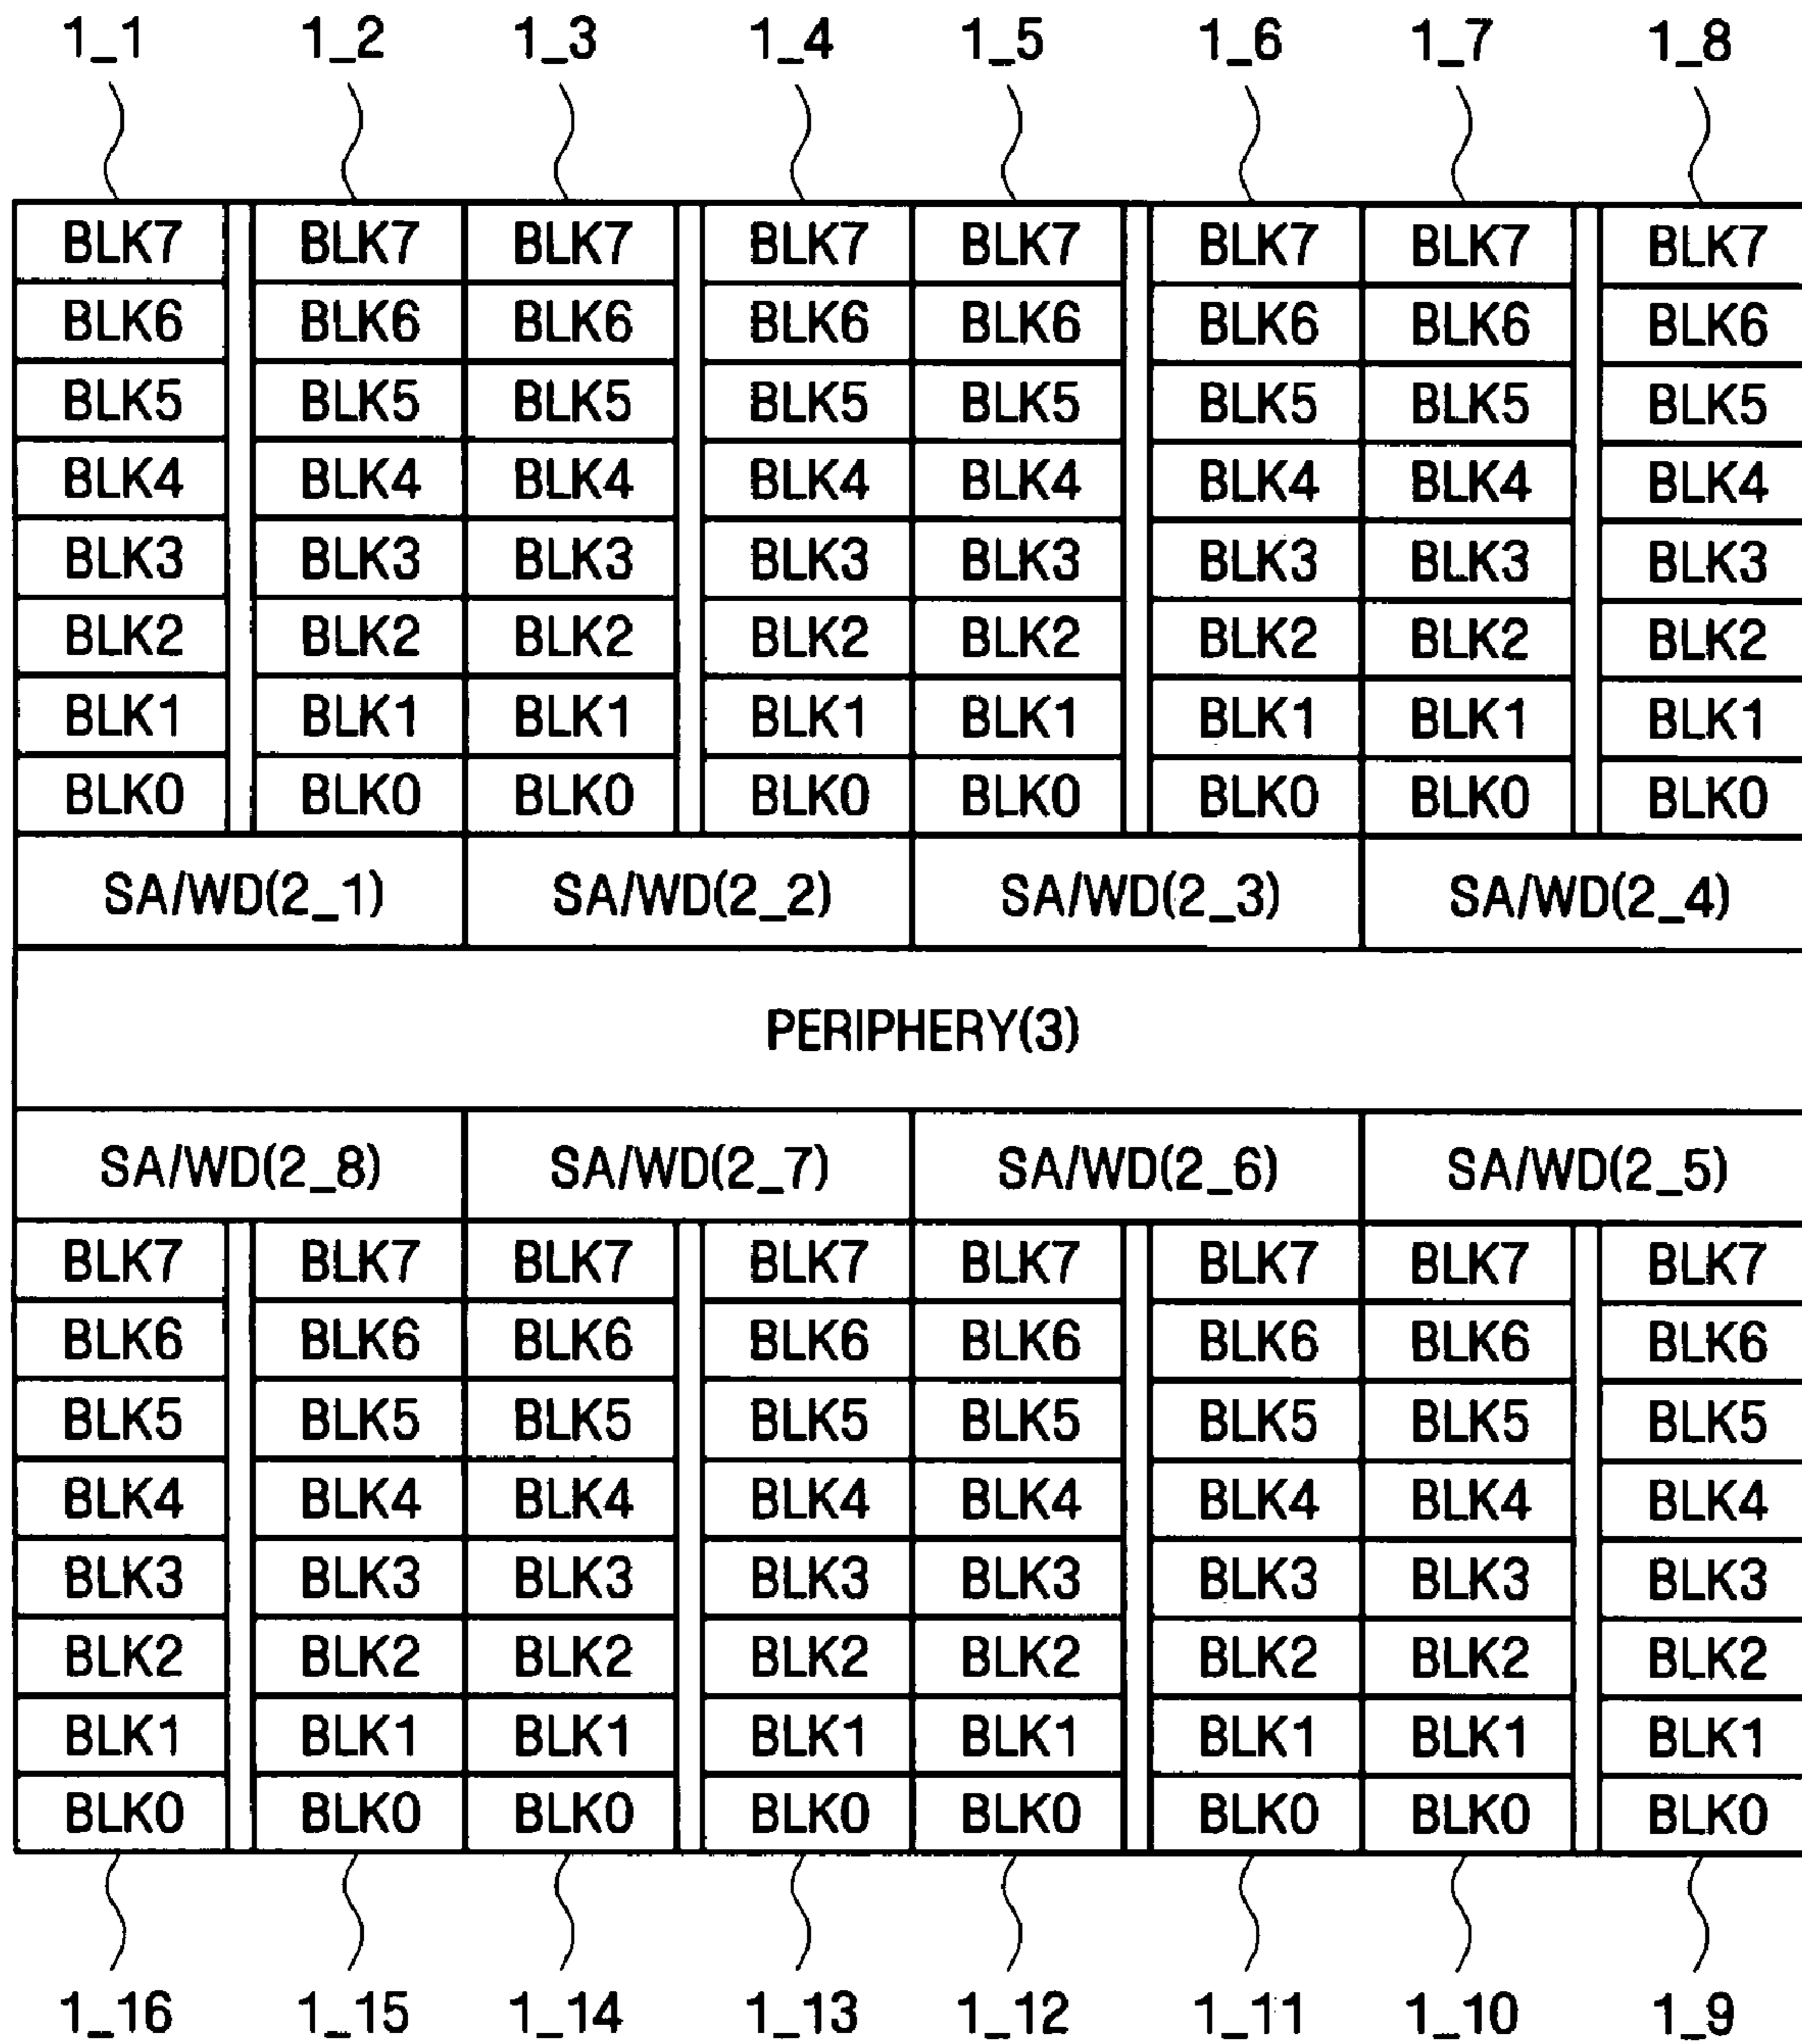 1_1 1_2 1_3 1_4 1_5 1_6 1_7 1_8
BLK7 BLK7 BLK7 BLK7 BLK7 BLK7 BLK7 BLK7
BLK6 BLK6 BLK6 BLK6 BLK6 BLK6 BLK6 BLK6
BLK5 BLK5 BLK5 BLK5 BLK5 BLK5 BLK5 BLK5
BLK4 BLK4 BLK4 BLK4 BLK4 BLK4 BLK4 BLK4
BLK3 BLK3 BLK3 BLK3 BLK3 BLK3 BLK3 BLK3
BLK2 BLK2 BLK2 BLK2 BLK2 BLK2 BLK2 BLK2
BLK1 BLK1 BLK1 BLK1 BLK1 BLK1 BLK1 BLK1
BLK0 BLK0 BLK0 BLK0 BLK0 BLK0 BLK0 BLK0
SA/WD(2_1) SA/WD(2_2) SA/WD(2_3) SA/WD(2_4)
PERIPHERY(3)
SA/WD(2_8) SA/WD(2_7) SA/WD(2_6) SA/WD(2_5)
BLK7 BLK7 BLK7 BLK7 BLK7 BLK7 BLK7 BLK7
BLK6 BLK6 BLK6 BLK6 BLK6 BLK6 BLK6 BLK6
BLK5 BLK5 BLK5 BLK5 BLK5 BLK5 BLK5 BLK5
BLK4 BLK4 BLK4 BLK4 BLK4 BLK4 BLK4 BLK4
BLK3 BLK3 BLK3 BLK3 BLK3 BLK3 BLK3 BLK3
BLK2 BLK2 BLK2 BLK2 BLK2 BLK2 BLK2 BLK2
BLK1 BLK1 BLK1 BLK1 BLK1 BLK1 BLK1 BLK1
BLK0 BLK0 BLK0 BLK0 BLK0 BLK0 BLK0 BLK0
1_16 1_15 1_14 1_13 1_12 1_11 1_10 1_9